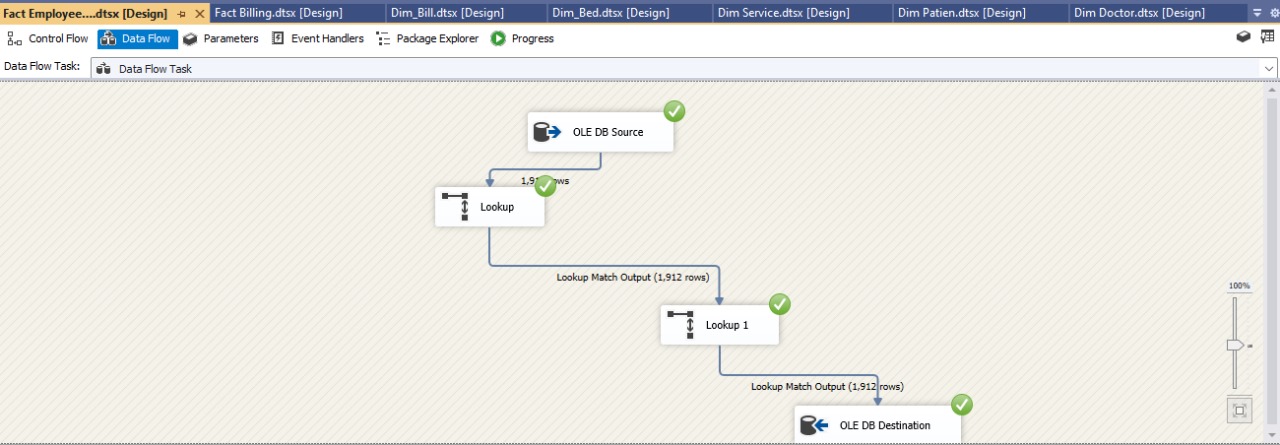 Fact Employee....dtsx [Design] Fact Billing.dtsx [Design] Dim_Bill.dtsx [Design] Dim_Bed.dtsx [Design] Dim Service.dtsx [Design] Dim Patien.dtsx [Design] Dim Doctor.dtsx [Design]
Control Flow Data Flow Parameters Event Handlers Package Explorer Progress
Data Flow Task: Data Flow Task
OLE DB Source
rows
Lookup
Lookup Match Output (1,912 rows)
100%
Lookup 1
Lookup Match Output (1,912 rows)
OLE DB Destination